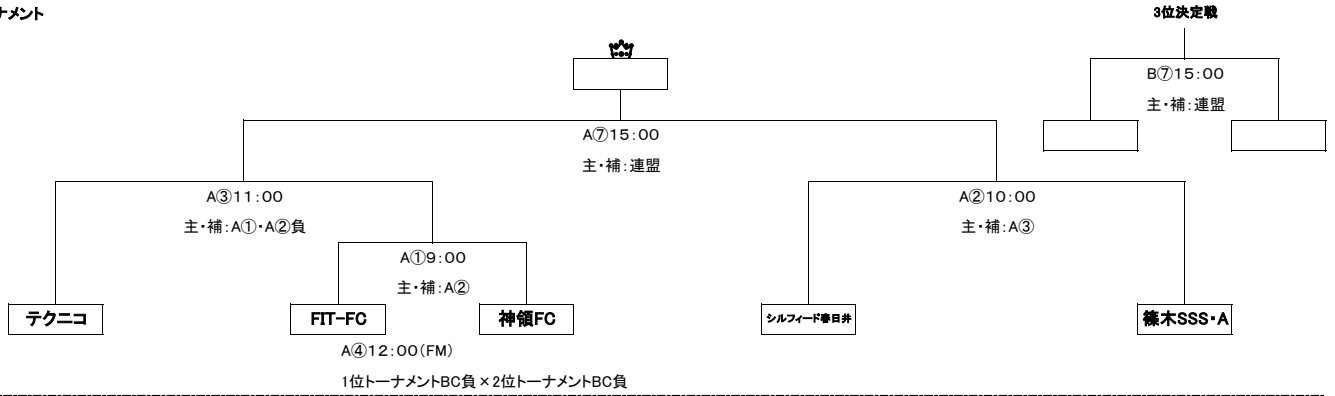 ナメント
3位決定戦
B⑦15:00
主・補:連盟
A⑦15:00
主・補:連盟
A③11:00
主・補:A①・A②負
A②10:00
主・補:A③
A①9:00
主・補:A②
テクニコ
FIT-FC
神領FC
シルフィード春日井
篠木SSS・A
A④12:00(FM)
1位トーナメントBC負×2位トーナメントBC負